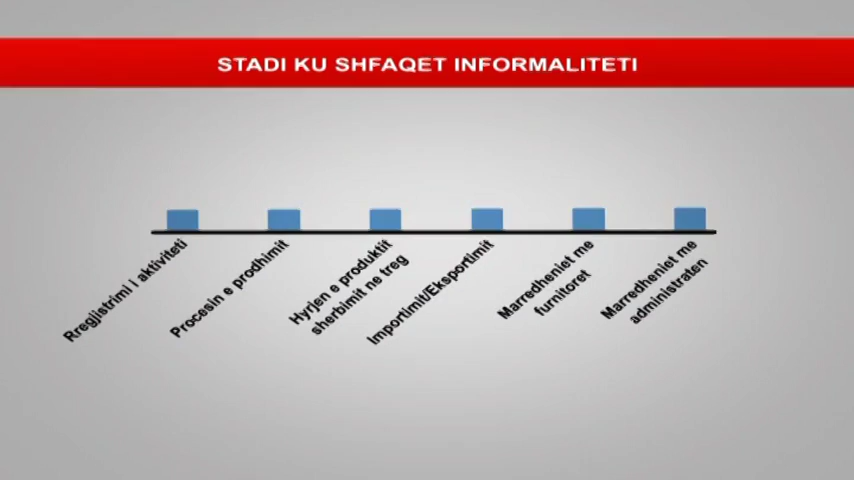 STADI KU SHFAQET INFORMALITETI
Rregjistrimi i aktiviteti
Procesin e prodhimit
Hyrjen e produktit
sherbimit ne treg
Importimit/Eksportimit
Marredheniet me
furnitoret
Marredheniet me
administraten